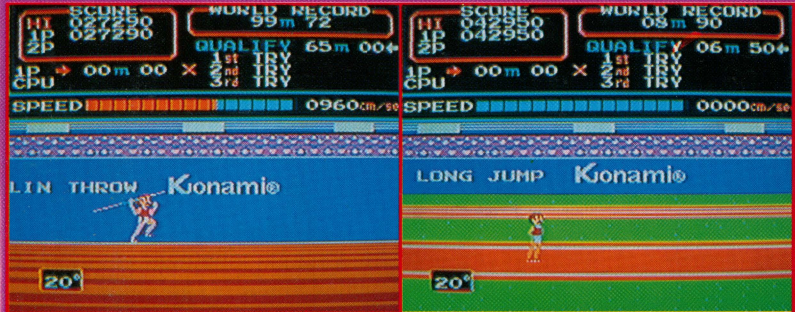 SCORE WORLD RECORD
HI 027290 99m 72
1P 027290
2P QUALIFY 65m 00
1st TRY
1P 00m 00 X 2nd TRY
CPU 3rd TRY
SPEED 0960cm/se
LIN THROW Konami®
20°
SCORE WORLD RECORD
HI 042950 08m 90
1P 042950
2P QUALIFY 06m 50
1st TRY
1P 00m 00 X 2nd TRY
CPU 3rd TRY
SPEED 0000cm/se
LONG JUMP Konami®
20°